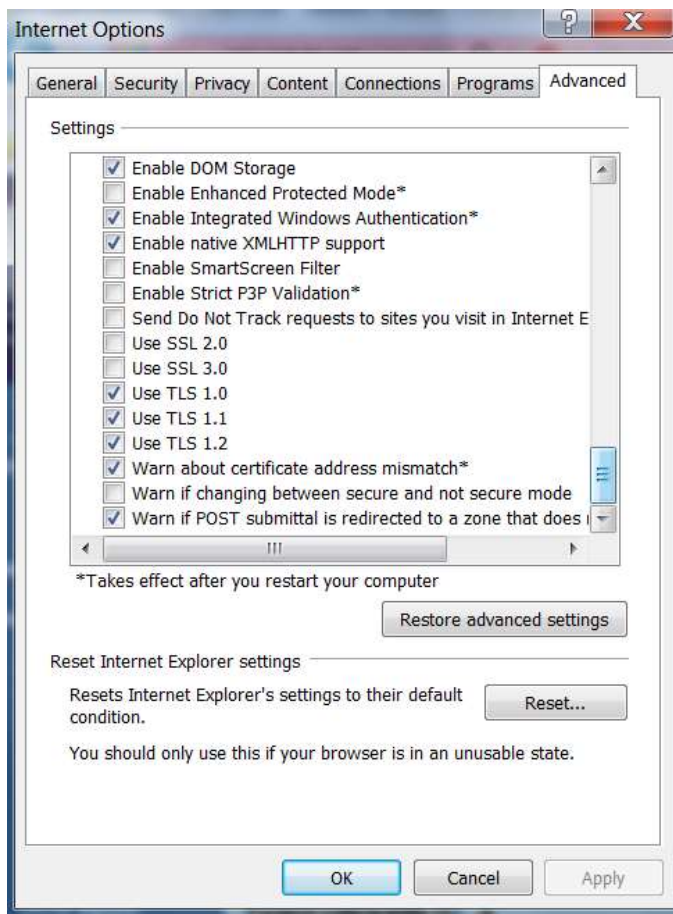 Internet Options
General Security Privacy Content Connections Programs Advanced
Settings
Enable DOM Storage
Enable Enhanced Protected Mode*
Enable Integrated Windows Authentication*
Enable native XMLHTTP support
Enable SmartScreen Filter
Enable Strict P3P Validation*
Send Do Not Track requests to sites you visit in Internet E
Use SSL 2.0
Use SSL 3.0
Use TLS 1.0
Use TLS 1.1
Use TLS 1.2
Warn about certificate address mismatch*
Warn if changing between secure and not secure mode
Warn if POST submittal is redirected to a zone that does
*Takes effect after you restart your computer
Restore advanced settings
Reset Internet Explorer settings
Resets Internet Explorer's settings to their default
condition.
Reset...
You should only use this if your browser is in an unusable state.
OK Cancel Apply